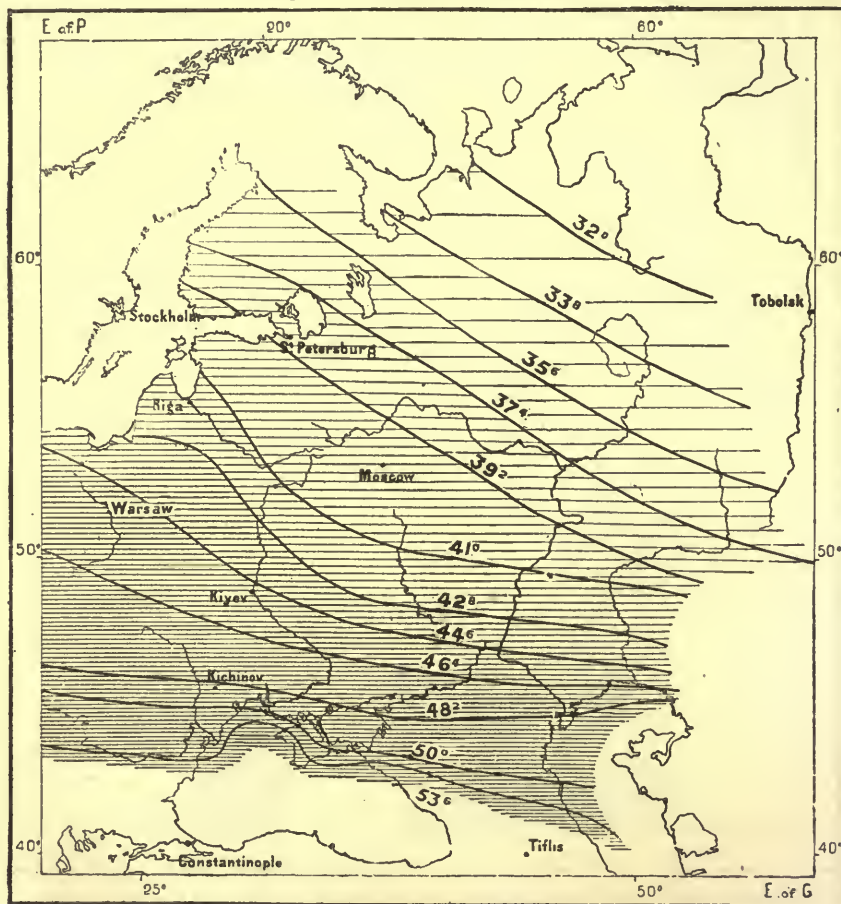 E of P 20° 60°
32°
60° 60°
33⁸
Tobolsk
Stockholm
St Petersburg
35⁶
37⁴
Riga
39²
Moscow
Warsaw
41°
50° 50°
42⁸
Kiyev
44⁶
46⁴
Kichinov
48²
50°
53⁶
40° Constantinople Tiflis 40°
25° 50° E of G